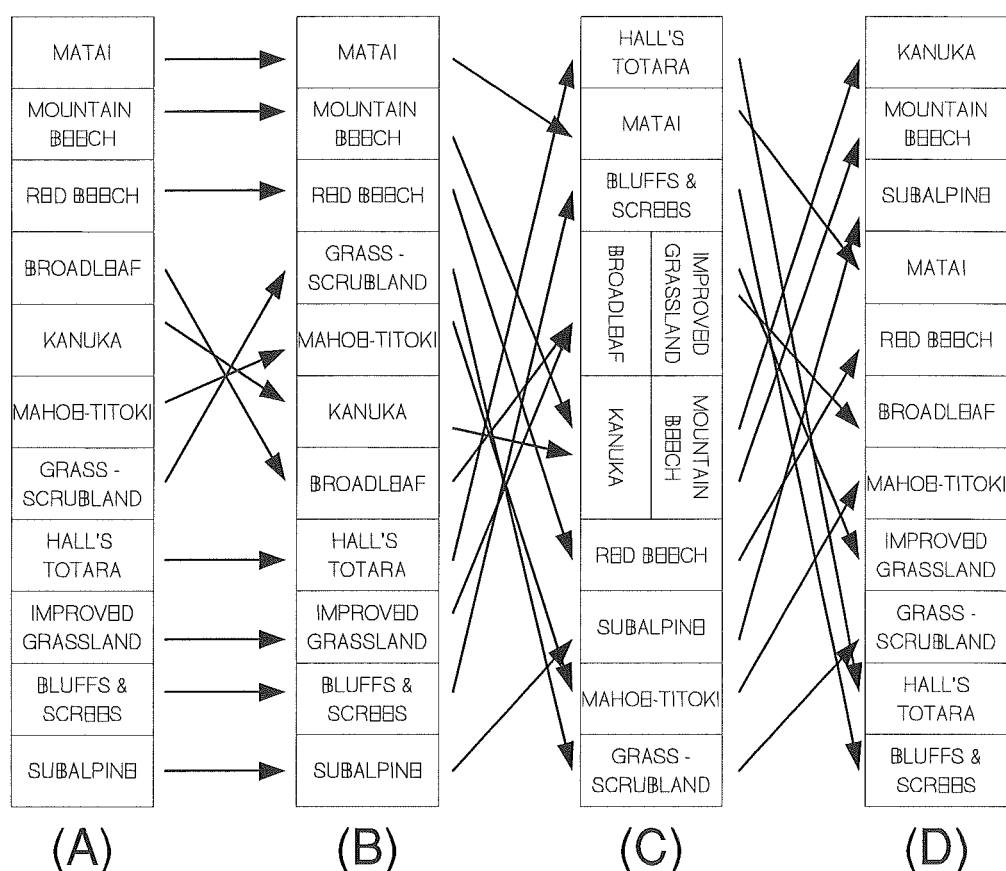 MATAI
MOUNTAIN
BEECH
RED BEECH
BROADLEAF
KANUKA
MAHOE-TITOKI
GRASS -
SCRUBLAND
HALL'S
TOTARA
IMPROVED
GRASSLAND
BLUFFS &
SCREES
SUBALPINE
(A)
MATAI
MOUNTAIN
BEECH
RED BEECH
GRASS -
SCRUBLAND
MAHOE-TITOKI
KANUKA
BROADLEAF
HALL'S
TOTARA
IMPROVED
GRASSLAND
BLUFFS &
SCREES
SUBALPINE
(B)
HALL'S
TOTARA
MATAI
BLUFFS &
SCREES
BROADLEAF
IMPROVED
GRASSLAND
KANUKA
MOUNTAIN
BEECH
RED BEECH
SUBALPINE
MAHOE-TITOKI
GRASS -
SCRUBLAND
(C)
KANUKA
MOUNTAIN
BEECH
SUBALPINE
MATAI
RED BEECH
BROADLEAF
MAHOE-TITOKI
IMPROVED
GRASSLAND
GRASS -
SCRUBLAND
HALL'S
TOTARA
BLUFFS &
SCREES
(D)